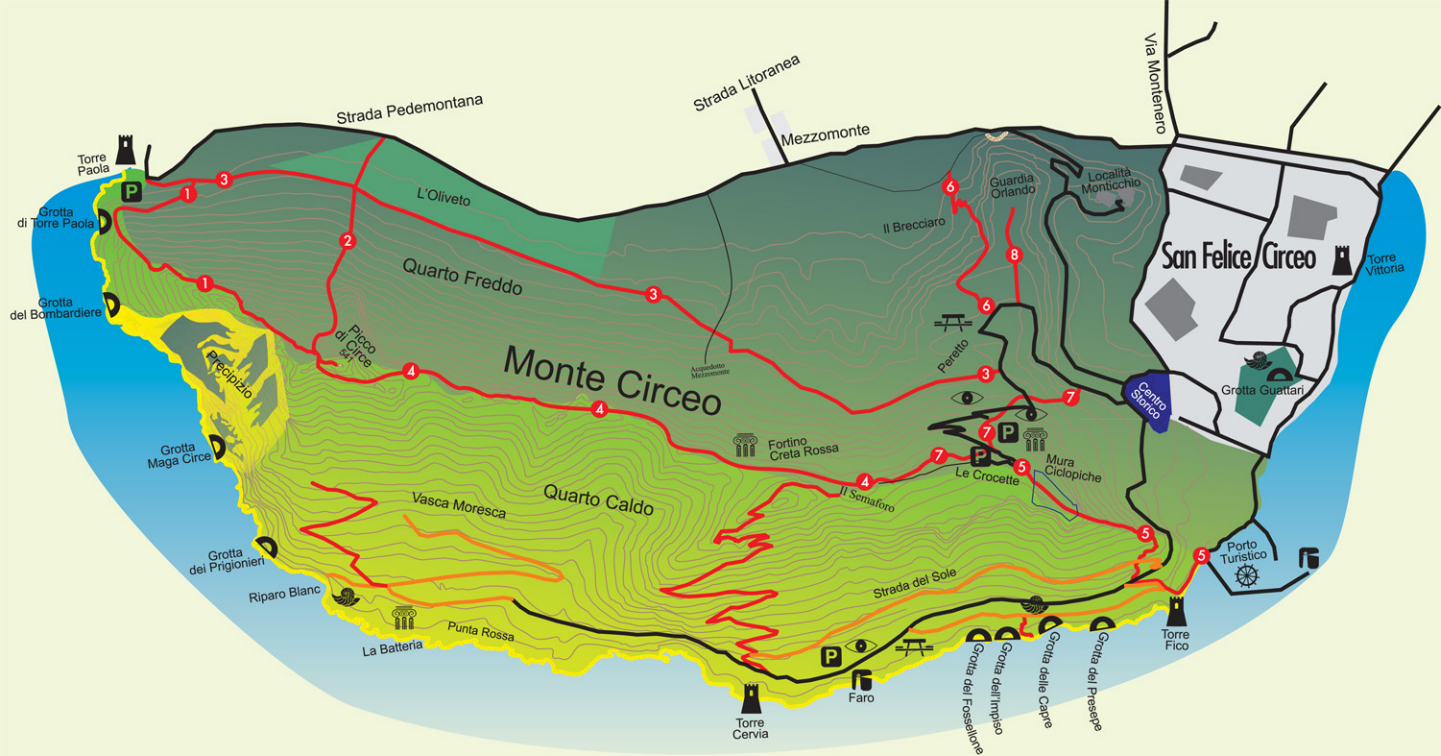 Via Montenero
Strada Litoranea
Strada Pedemontana
Mezzomonte
Torre
Paola
P
3
1
6
Guardia
Orlando
Località
Monticchio
L'Oliveto
Grotta
di Torre Paola
Il Brecciaro
2
8
San Felice Circeo
Torre
Vittoria
Quarto Freddo
1
3
6
Grotta
del Bombardiere
Picco
di Circe
541
Precipizio
4
Monte Circeo
Acquedotto
Mezzomonte
Peretto
3
7
Centro
Storico
Grotta Guattari
4
7
P
Grotta
Maga Circe
Fortino
Creta Rossa
7
P
5
Mura
Ciclopiche
Le Crocette
4
Il Semaforo
Quarto Caldo
Vasca Moresca
5
5
Porto
Turistico
Grotta
dei Prigionieri
Strada del Sole
Riparo Blanc
Punta Rossa
La Batteria
P
Faro
Torre
Cervia
Torre
Fico
Grotta del Fossellone
Grotta dell'Impiso
Grotta delle Capre
Grotta del Presepe